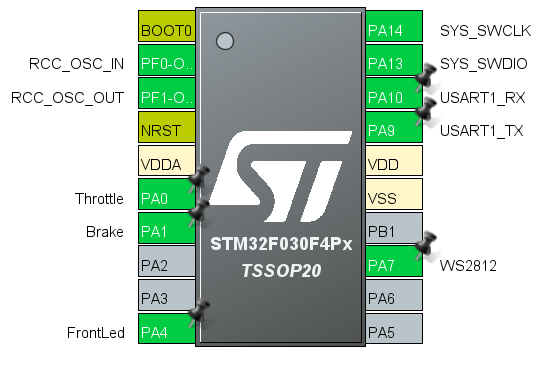 BOOT0 PA14 SYS_SWCLK
RCC_OSC_IN PF0-O.. PA13 SYS_SWDIO
RCC_OSC_OUT PF1-O.. PA10 USART1_RX
NRST PA9 USART1_TX
VDDA VDD
Throttle PA0 VSS
Brake PA1 PB1
STM32F030F4Px
PA2 TSSOP20 PA7 WS2812
PA3 PA6
FrontLed PA4 PA5